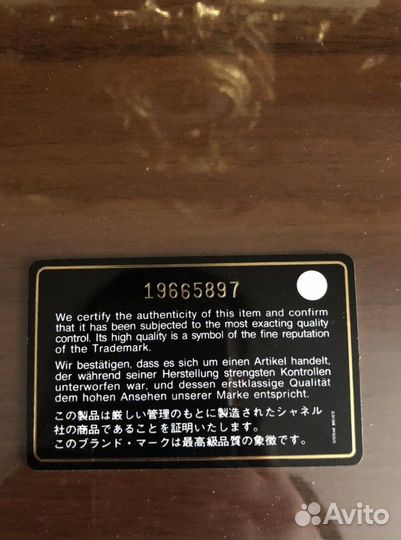 19665897
We certify the authenticity of this item and confirm
that it has been subjected to the most exacting quality
control. Its high quality is a symbol of the fine reputation
of the Trademark.
Wir bestätigen, dass es sich um einen Artikel handelt,
der während seiner Herstellung strengsten Kontrollen
unterworfen war, und dessen erstklassige Qualität
dem hohen Ansehen unserer Marke entspricht.
この製品は厳しい管理のもとに製造されたシャネル
社の商品であることを証明いたします。
このブランド・マークは最高級品質の象徴です。
Avito